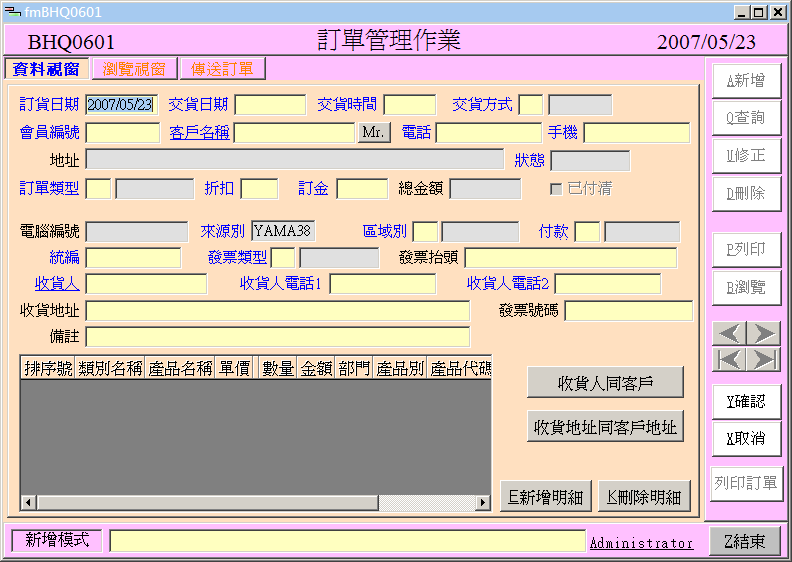 fmBHQ0601
BHQ0601 訂單管理作業 2007/05/23
資料視窗 瀏覽視窗 傳送訂單
訂貨日期 2007/05/23 交貨日期 交貨時間 交貨方式
會員編號 客戶名稱 Mr. 電話 手機
地址 狀態
訂單類型 折扣 訂金 總金額 已付清
電腦編號 來源別 YAMA38 區域別 付款
統編 發票類型 發票抬頭
收貨人 收貨人電話1 收貨人電話2
收貨地址 發票號碼
備註
排序號 類別名稱 產品名稱 單價 數量 金額 部門 產品別 產品代碼
收貨人同客戶
收貨地址同客戶地址
E新增明細 K刪除明細
A新增
Q查詢
U修正
D刪除
P列印
B瀏覽
Y確認
X取消
列印訂單
新增模式 Administrator Z結束